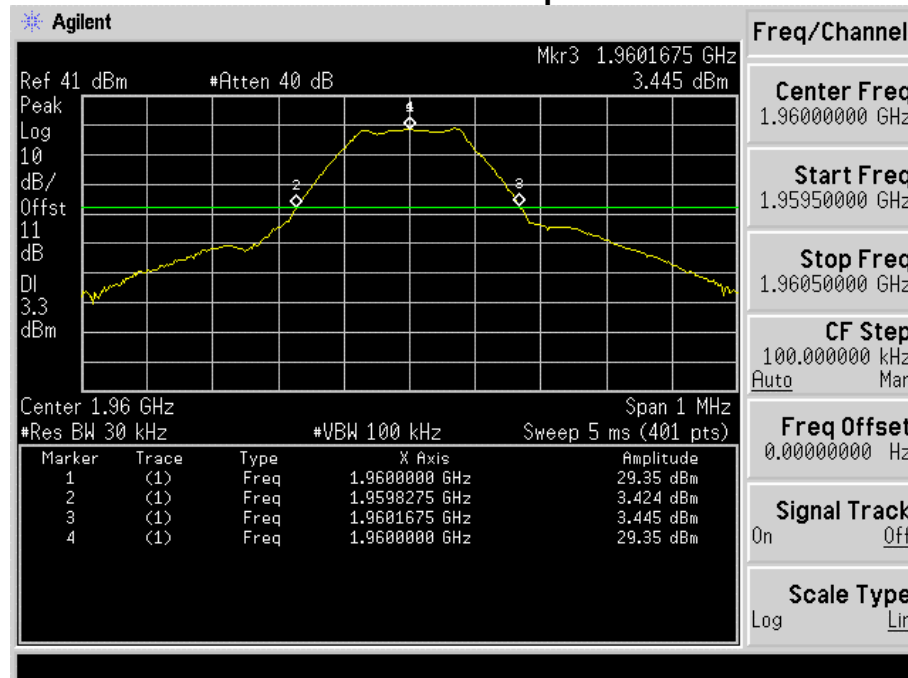 Agilent
Mkr3 1.9601675 GHz
Ref 41 dBm #Atten 40 dB 3.445 dBm
Peak
Log
10
dB/
Offst
11
dB
DI
3.3
dBm
2
3
4
Center 1.96 GHz Span 1 MHz
#Res BW 30 kHz #VBW 100 kHz Sweep 5 ms (401 pts)
Marker Trace Type X Axis Amplitude
1 (1) Freq 1.9600000 GHz 29.35 dBm
2 (1) Freq 1.9598275 GHz 3.424 dBm
3 (1) Freq 1.9601675 GHz 3.445 dBm
4 (1) Freq 1.9600000 GHz 29.35 dBm
Freq/Channel
Center Freq
1.96000000 GHz
Start Freq
1.95950000 GHz
Stop Freq
1.96050000 GHz
CF Step
100.000000 kHz
Auto Man
Freq Offset
0.00000000 Hz
Signal Track
On Off
Scale Type
Log Lin